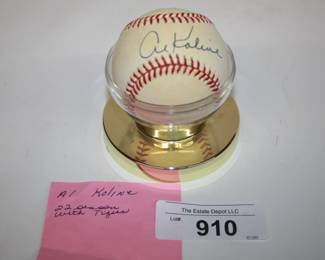 Al Kaline
Al Kaline
22 season
with Tigers
The Estate Depot LLC
Lot#
910